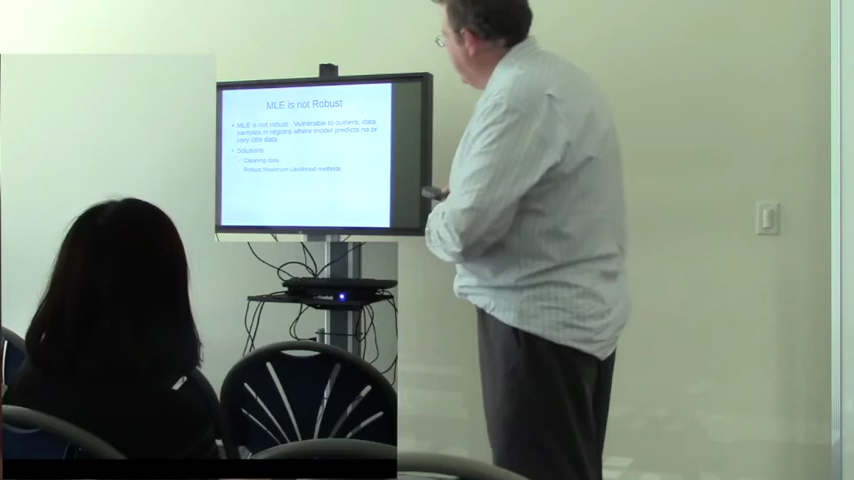 MLE is not Robust
• MLE is not robust: Vulnerable to outliers, data
samples in regions where model predicts no or
very little data.
• Solutions
– Cleaning data
– Robust Maximum Likelihood methods